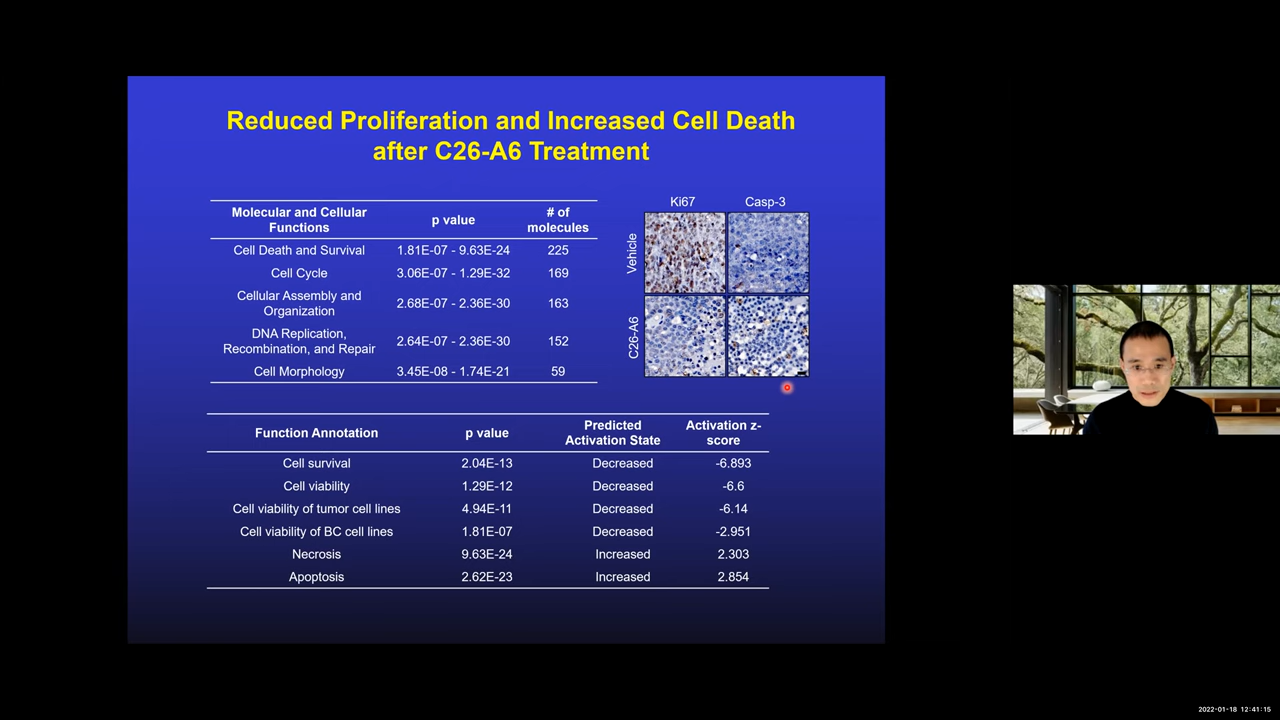 Reduced Proliferation and Increased Cell Death
after C26-A6 Treatment
Molecular and Cellular
Functions
p value
# of
molecules
Cell Death and Survival 1.81E-07 - 9.63E-24 225
Cell Cycle 3.06E-07 - 1.29E-32 169
Cellular Assembly and
Organization
2.68E-07 - 2.36E-30 163
DNA Replication,
Recombination, and Repair
2.64E-07 - 2.36E-30 152
Cell Morphology 3.45E-08 - 1.74E-21 59
Ki67 Casp-3
Vehicle
C26-A6
Function Annotation
p value
Predicted
Activation State
Activation z-
score
Cell survival 2.04E-13 Decreased -6.893
Cell viability 1.29E-12 Decreased -6.6
Cell viability of tumor cell lines 4.94E-11 Decreased -6.14
Cell viability of BC cell lines 1.81E-07 Decreased -2.951
Necrosis 9.63E-24 Increased 2.303
Apoptosis 2.62E-23 Increased 2.854
2022-01-18 12:41:15